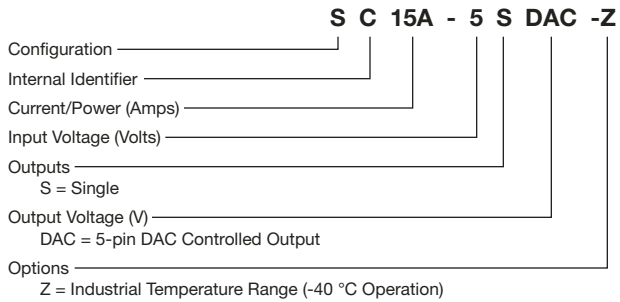 S C 15A - 5 S DAC -Z
Configuration
Internal Identifier
Current/Power (Amps)
Input Voltage (Volts)
Outputs
S = Single
Output Voltage (V)
DAC = 5-pin DAC Controlled Output
Options
Z = Industrial Temperature Range (-40 °C Operation)